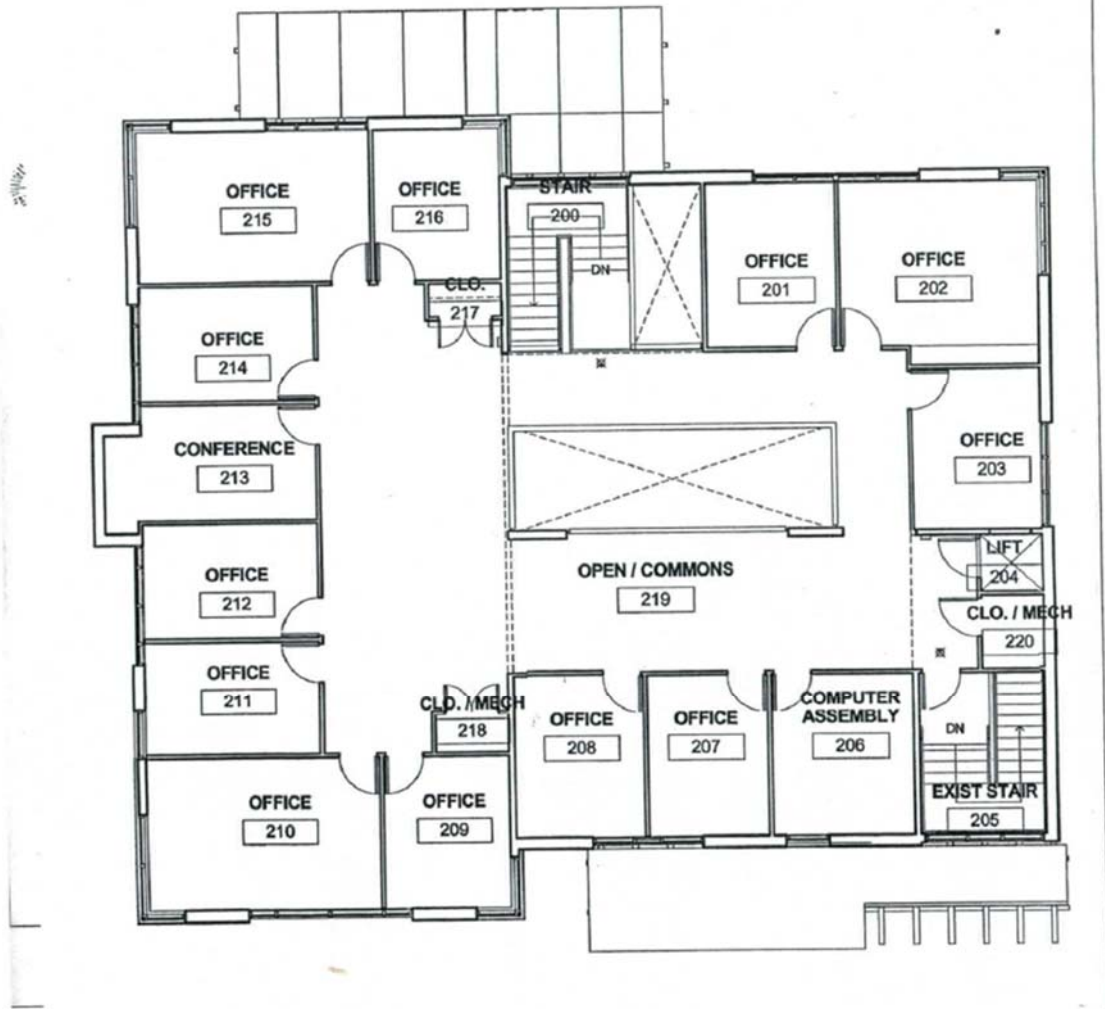 OFFICE
215
OFFICE
216
STAIR
200
DN
OFFICE
201
OFFICE
202
CLO.
217
OFFICE
214
CONFERENCE
213
OFFICE
203
OFFICE
212
OPEN / COMMONS
219
LIFT
204
CLO. / MECH
220
OFFICE
211
CLO. / MECH
218
OFFICE
208
OFFICE
207
COMPUTER
ASSEMBLY
206
DN
EXIST STAIR
205
OFFICE
210
OFFICE
209